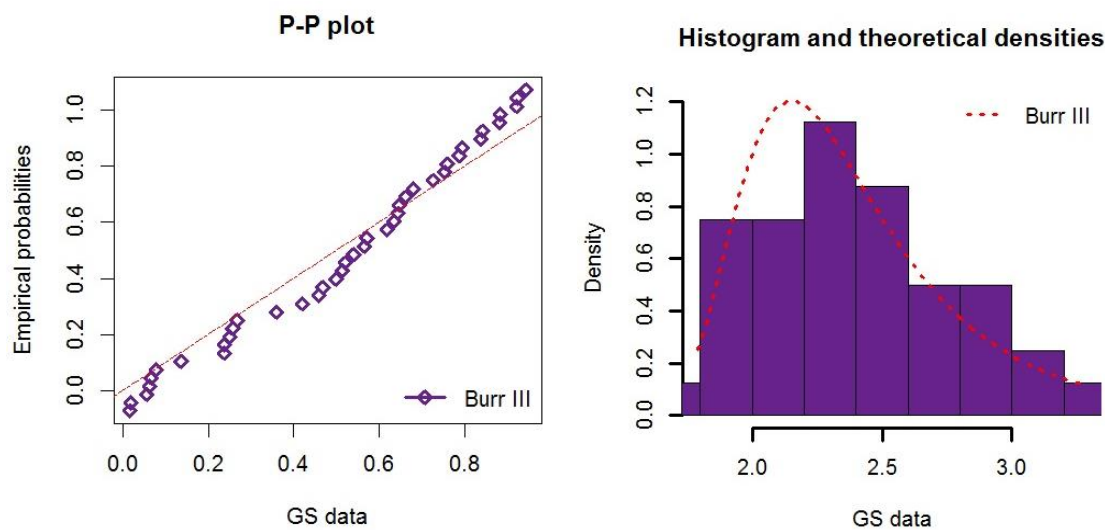 P-P plot
Empirical probabilities
1.0
0.8
0.6
0.4
0.2
0.0
Burr III
0.0 0.2 0.4 0.6 0.8
GS data
Histogram and theoretical densities
Density
1.2
1.0
0.8
0.6
0.4
0.2
0.0
Burr III
2.0 2.5 3.0
GS data